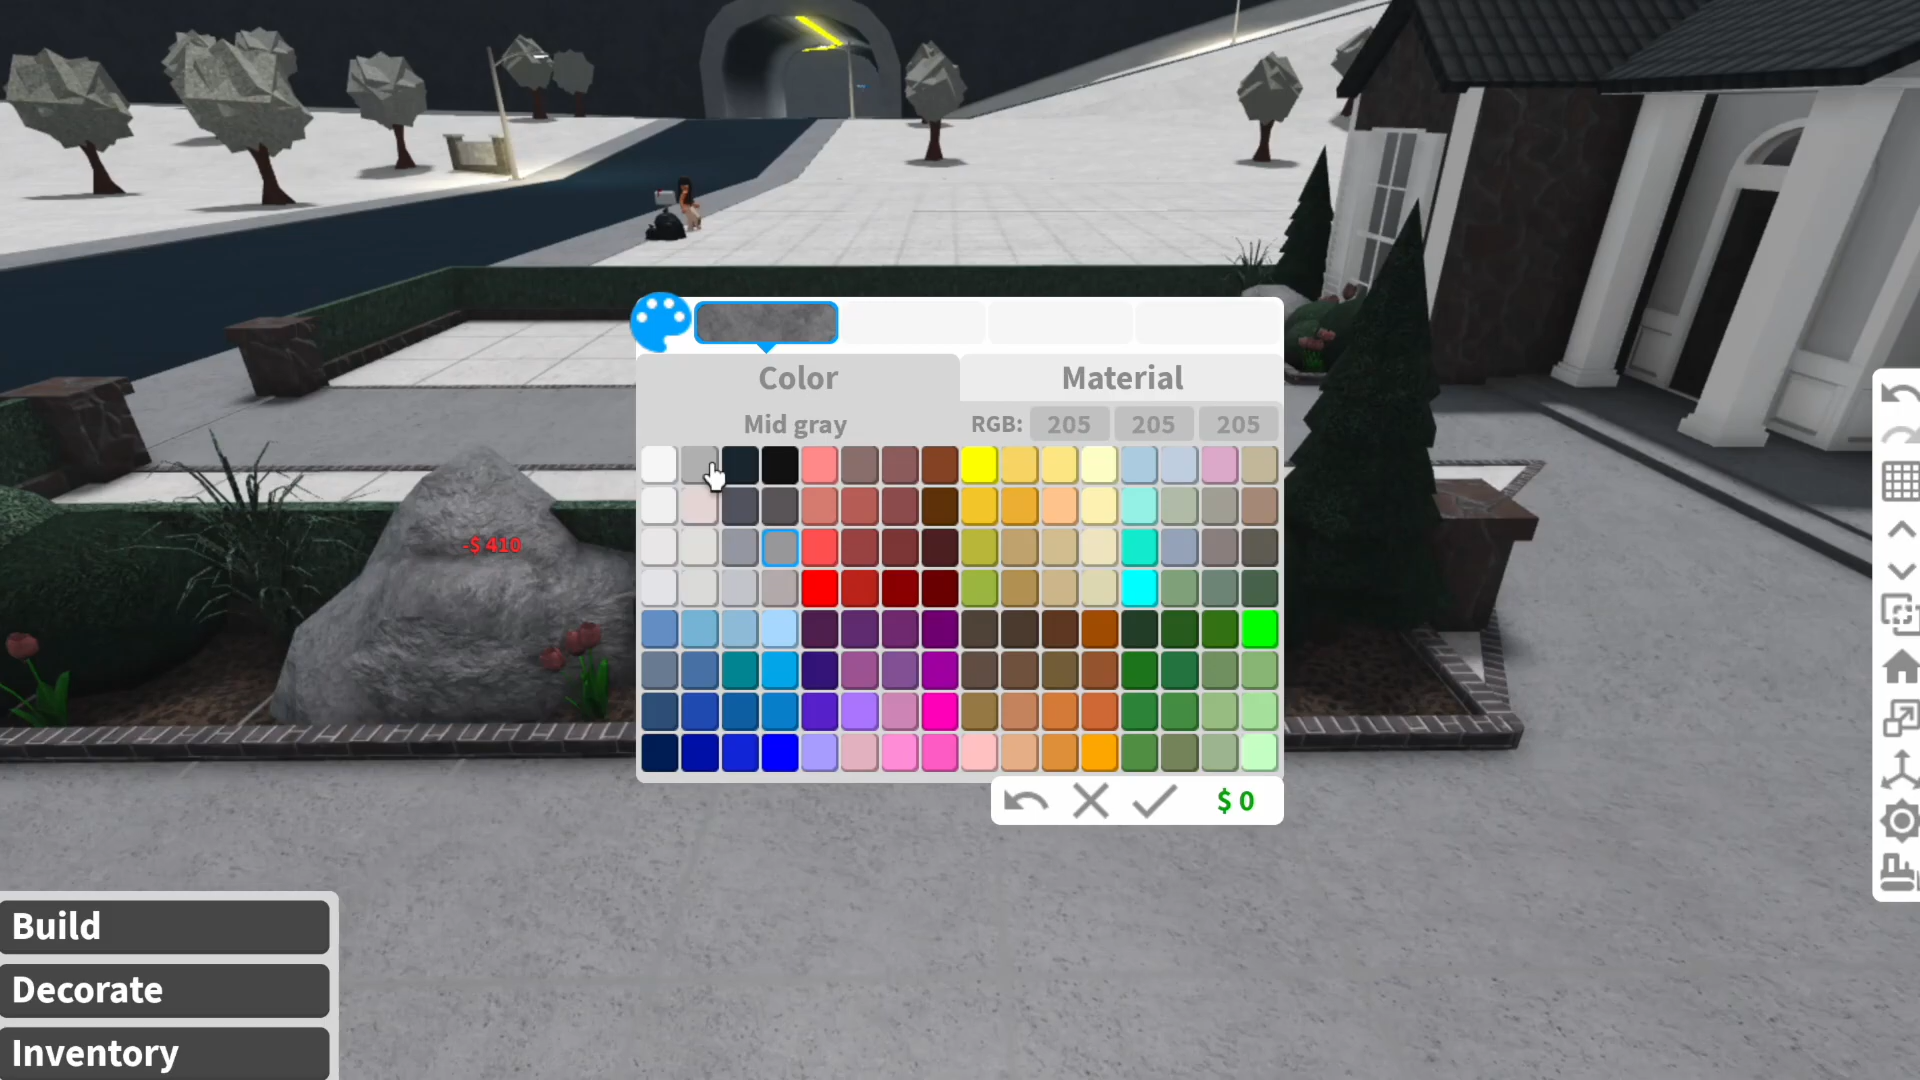 Color
Material
Mid gray
RGB: 205 205 205
-$ 410
$ 0
Build
Decorate
Inventory